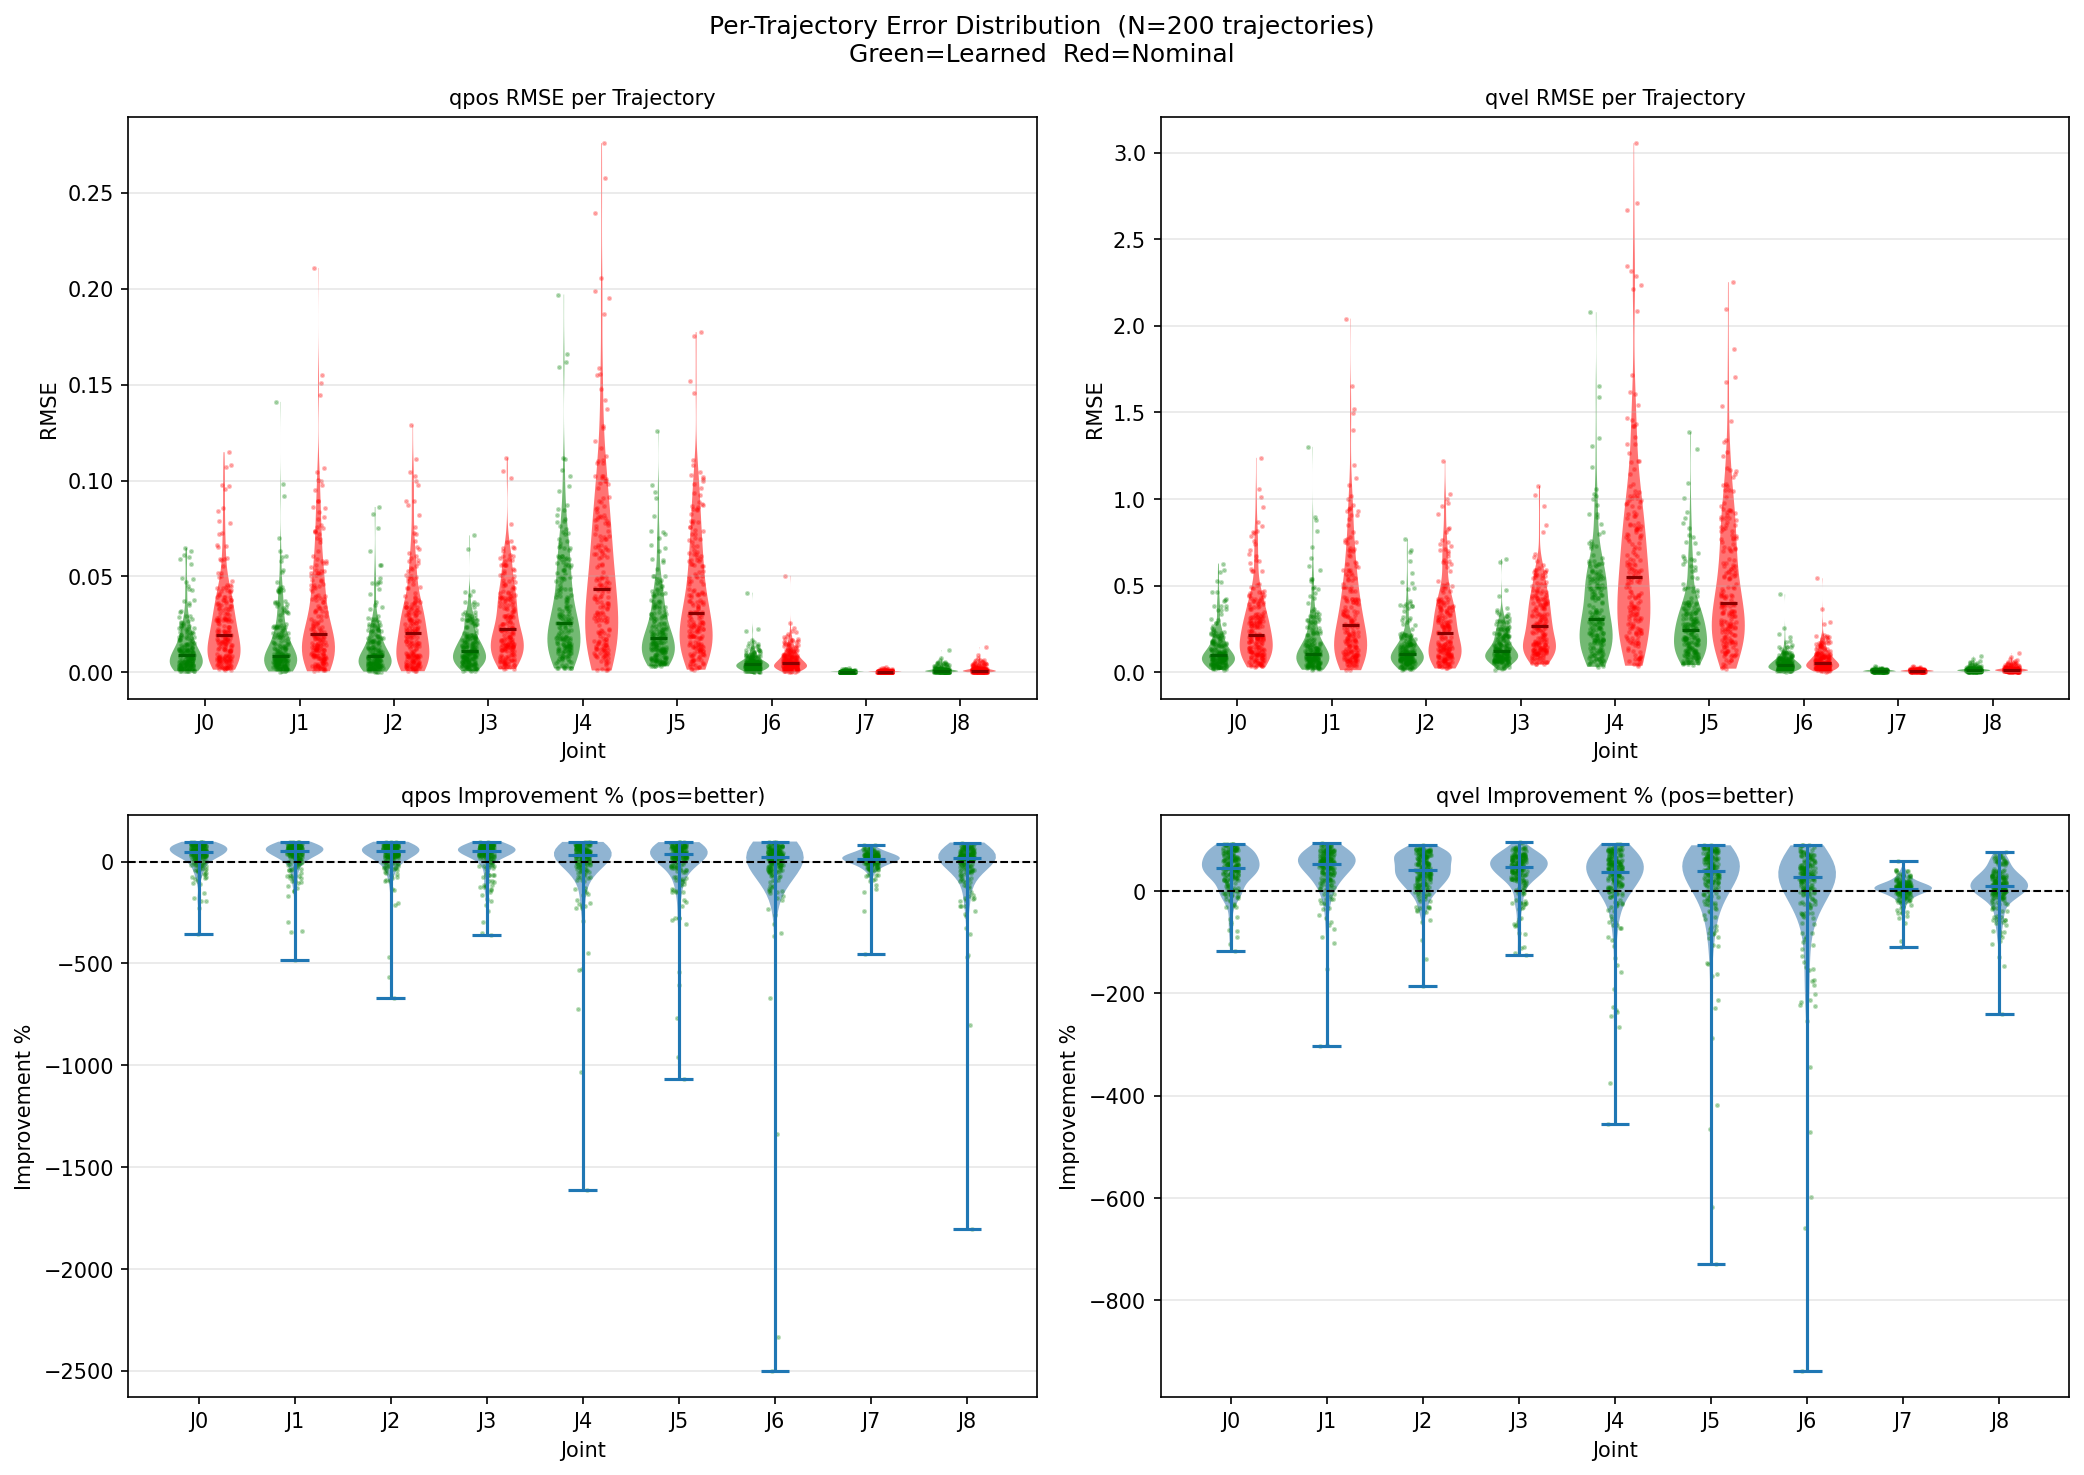 Per-Trajectory Error Distribution  (N=200 trajectories)
Green=Learned  Red=Nominal
qpos RMSE per Trajectory
RMSE
0.25
0.20
0.15
0.10
0.05
0.00
J0 J1 J2 J3 J4 J5 J6 J7 J8
Joint
qvel RMSE per Trajectory
RMSE
3.0
2.5
2.0
1.5
1.0
0.5
0.0
J0 J1 J2 J3 J4 J5 J6 J7 J8
Joint
qpos Improvement % (pos=better)
Improvement %
0
−500
−1000
−1500
−2000
−2500
J0 J1 J2 J3 J4 J5 J6 J7 J8
Joint
qvel Improvement % (pos=better)
Improvement %
0
−200
−400
−600
−800
J0 J1 J2 J3 J4 J5 J6 J7 J8
Joint